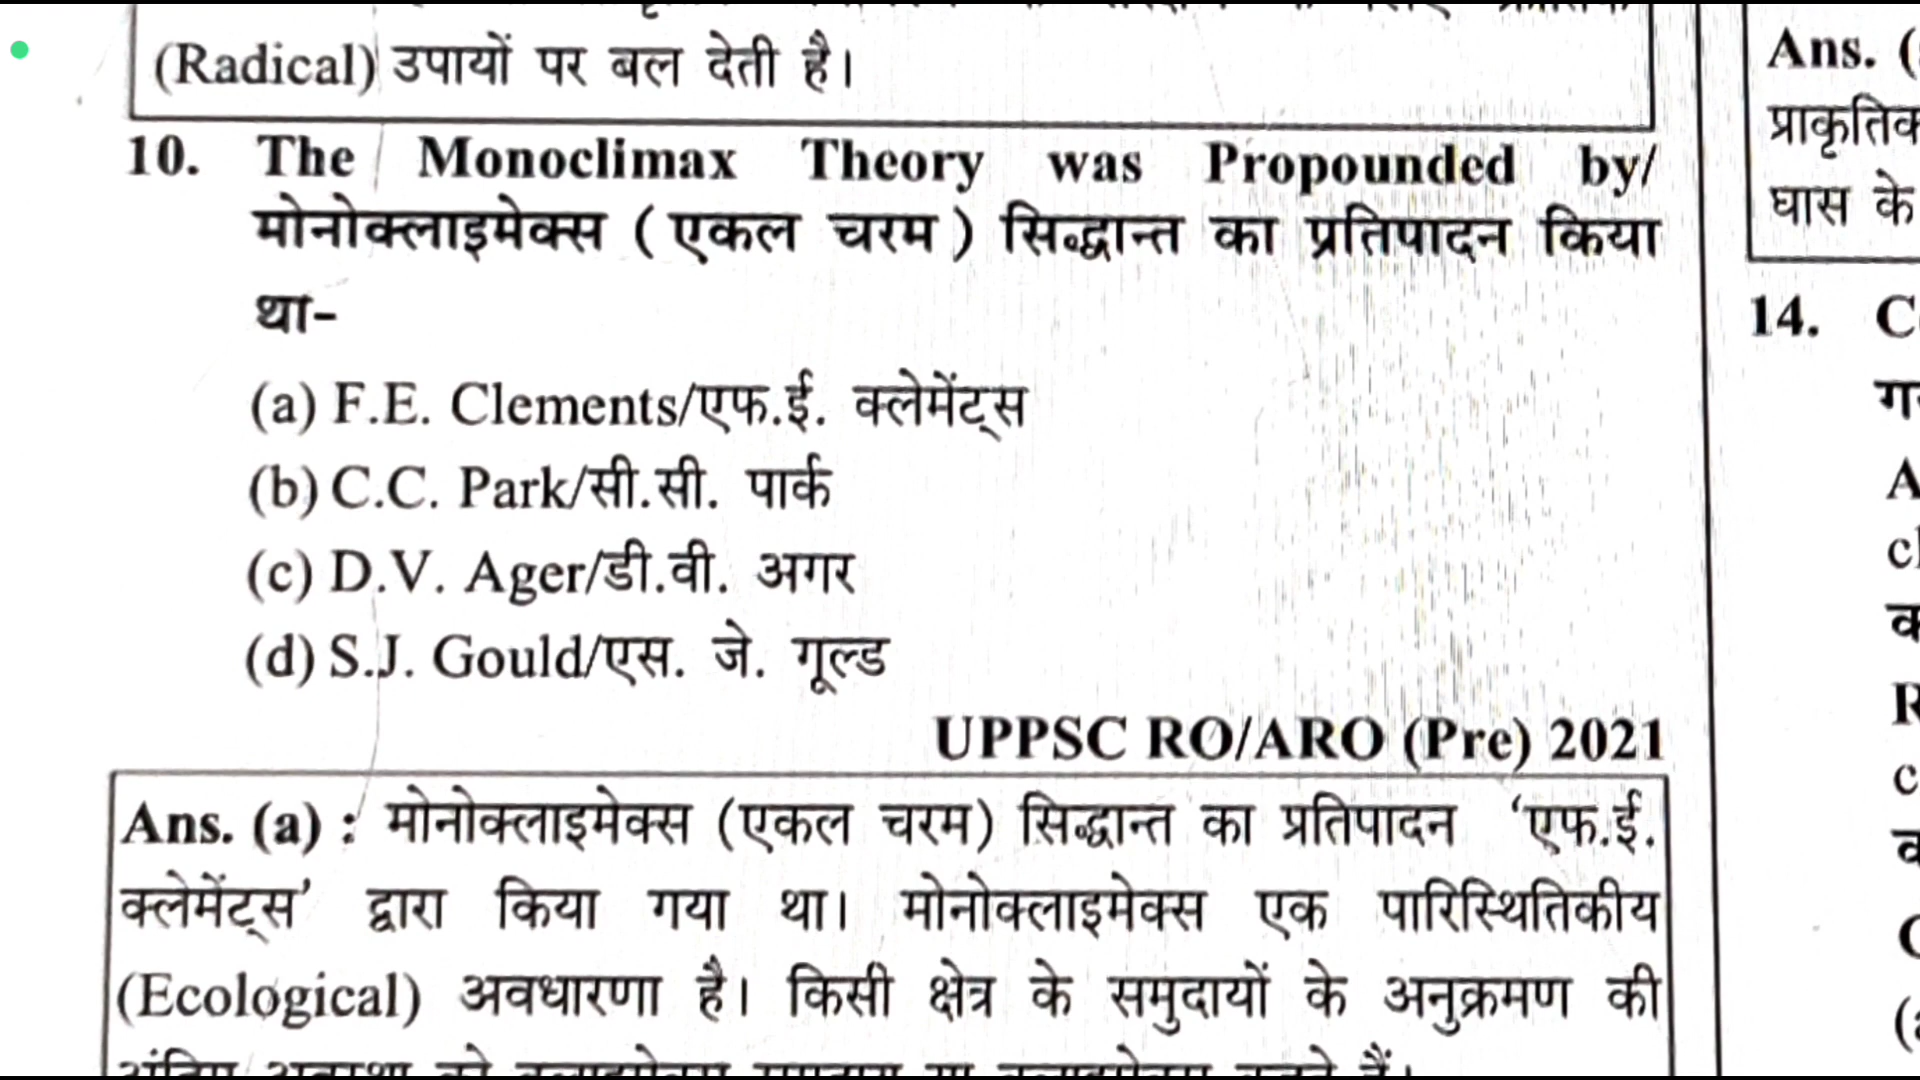 (Radical) उपायों पर बल देती है।
10. The Monoclimax Theory was Propounded by/
मोनोक्लाइमेक्स (एकल चरम) सिद्धान्त का प्रतिपादन किया
था-
(a) F.E. Clements/एफ.ई. क्लेमेंट्स
(b) C.C. Park/सी.सी. पार्क
(c) D.V. Ager/डी.वी. अगर
(d) S.J. Gould/एस. जे. गूल्ड
UPPSC RO/ARO (Pre) 2021
Ans. (a) : मोनोक्लाइमेक्स (एकल चरम) सिद्धान्त का प्रतिपादन ‘एफ.ई.
क्लेमेंट्स’ द्वारा किया गया था। मोनोक्लाइमेक्स एक पारिस्थितिकीय
(Ecological) अवधारणा है। किसी क्षेत्र के समुदायों के अनुक्रमण की
Ans.
घास के
14.